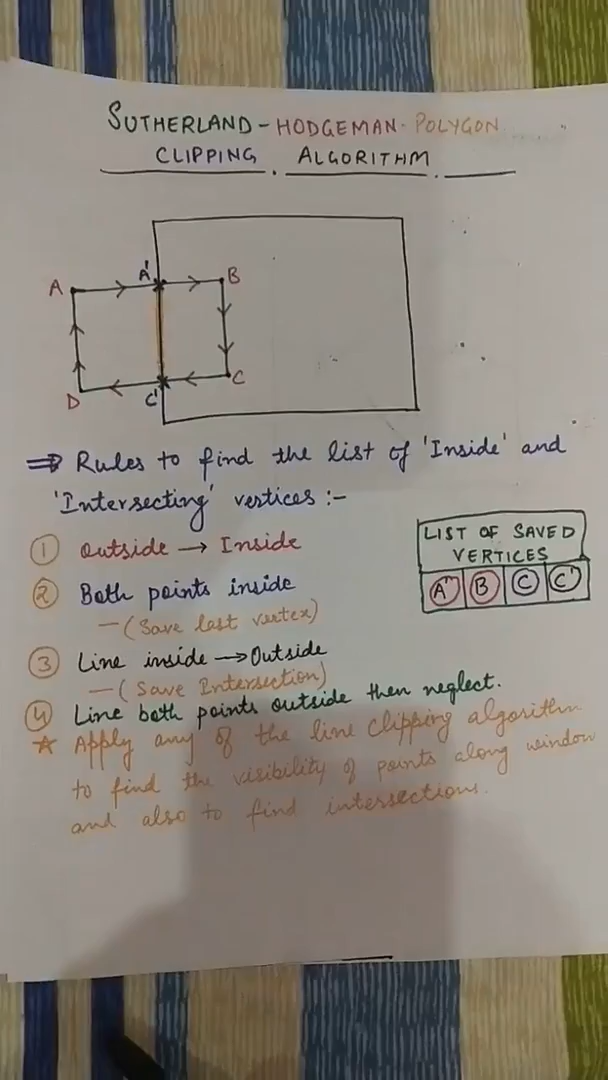 SUTHERLAND - HODGEMAN - POLYGON
CLIPPING ALGORITHM
A
A'
B
D
C'
C
⇒ Rules to find the list of 'Inside' and
'Intersecting' vertices :-
① Outside → Inside
② Both points inside
- (Save last vertex)
③ Line inside → Outside
- (Save Intersection)
④ Line both points outside then neglect.
LIST OF SAVED
VERTICES
A' B C C'
☆ Apply any of the line clipping algorithm
to find the visibility of points along window
and also to find intersections.